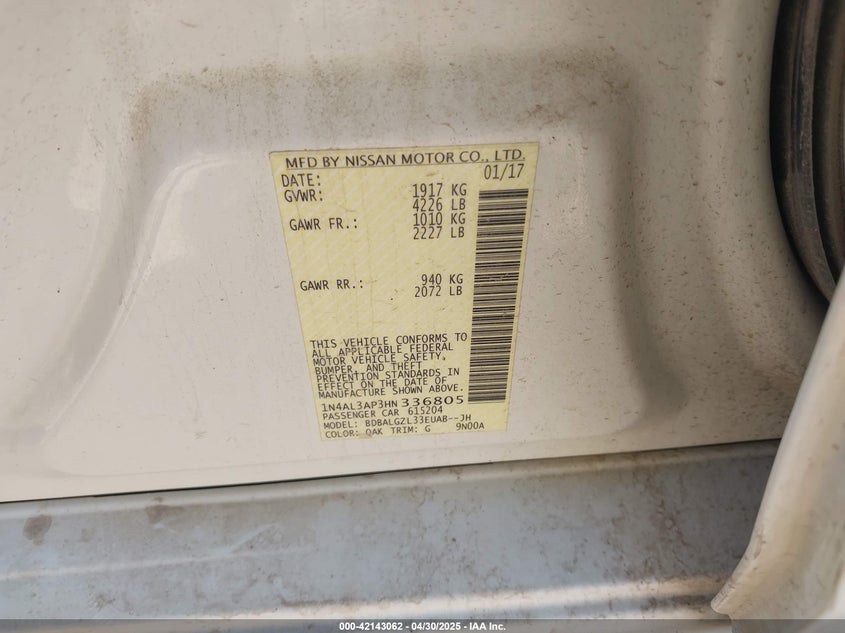 MFD BY NISSAN MOTOR CO., LTD.
DATE: 01/17
GVWR: 1917 KG
4226 LB
GAWR FR.: 1010 KG
2227 LB
GAWR RR.: 940 KG
2072 LB
THIS VEHICLE CONFORMS TO
ALL APPLICABLE FEDERAL
MOTOR VEHICLE SAFETY,
BUMPER, AND THEFT
PREVENTION STANDARDS IN
EFFECT ON THE DATE OF
MANUFACTURE SHOWN ABOVE.
1N4AL3AP3HN336805
PASSENGER CAR 615204
MODEL: BDBALGZL33EUAB--JH
COLOR: QAK TRIM: G 9N00A
000-42143062 - 04/30/2025 - IAA Inc.